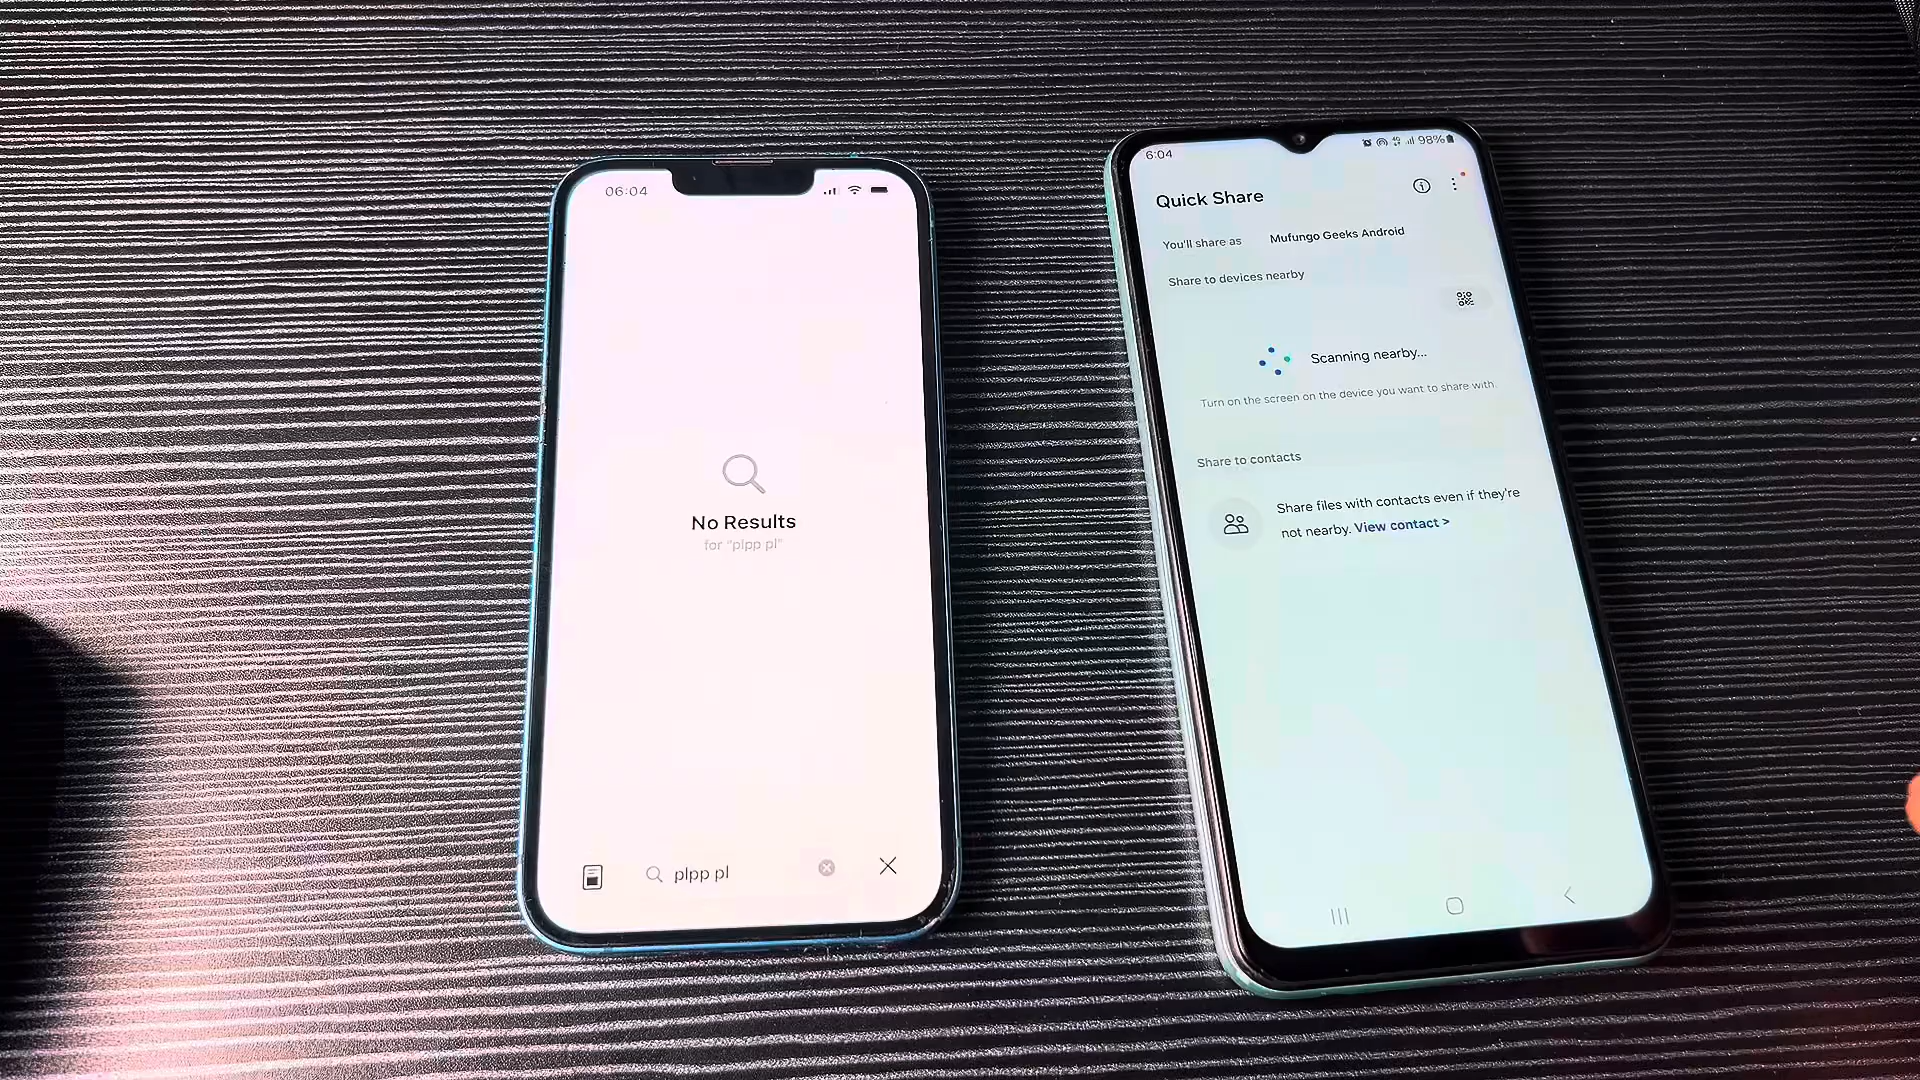 06:04
No Results
for "plpp pl"
plpp pl
6:04
98%
Quick Share
You'll share as
Mufungo Geeks Android
Share to devices nearby
Scanning nearby...
Turn on the screen on the device you want to share with.
Share to contacts
Share files with contacts even if they're
not nearby. View contact >